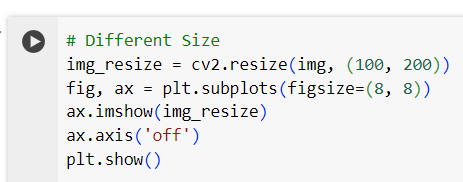 # Different Size
img_resize = cv2.resize(img, (100, 200))
fig, ax = plt.subplots(figsize=(8, 8))
ax.imshow(img_resize)
ax.axis('off')
plt.show()